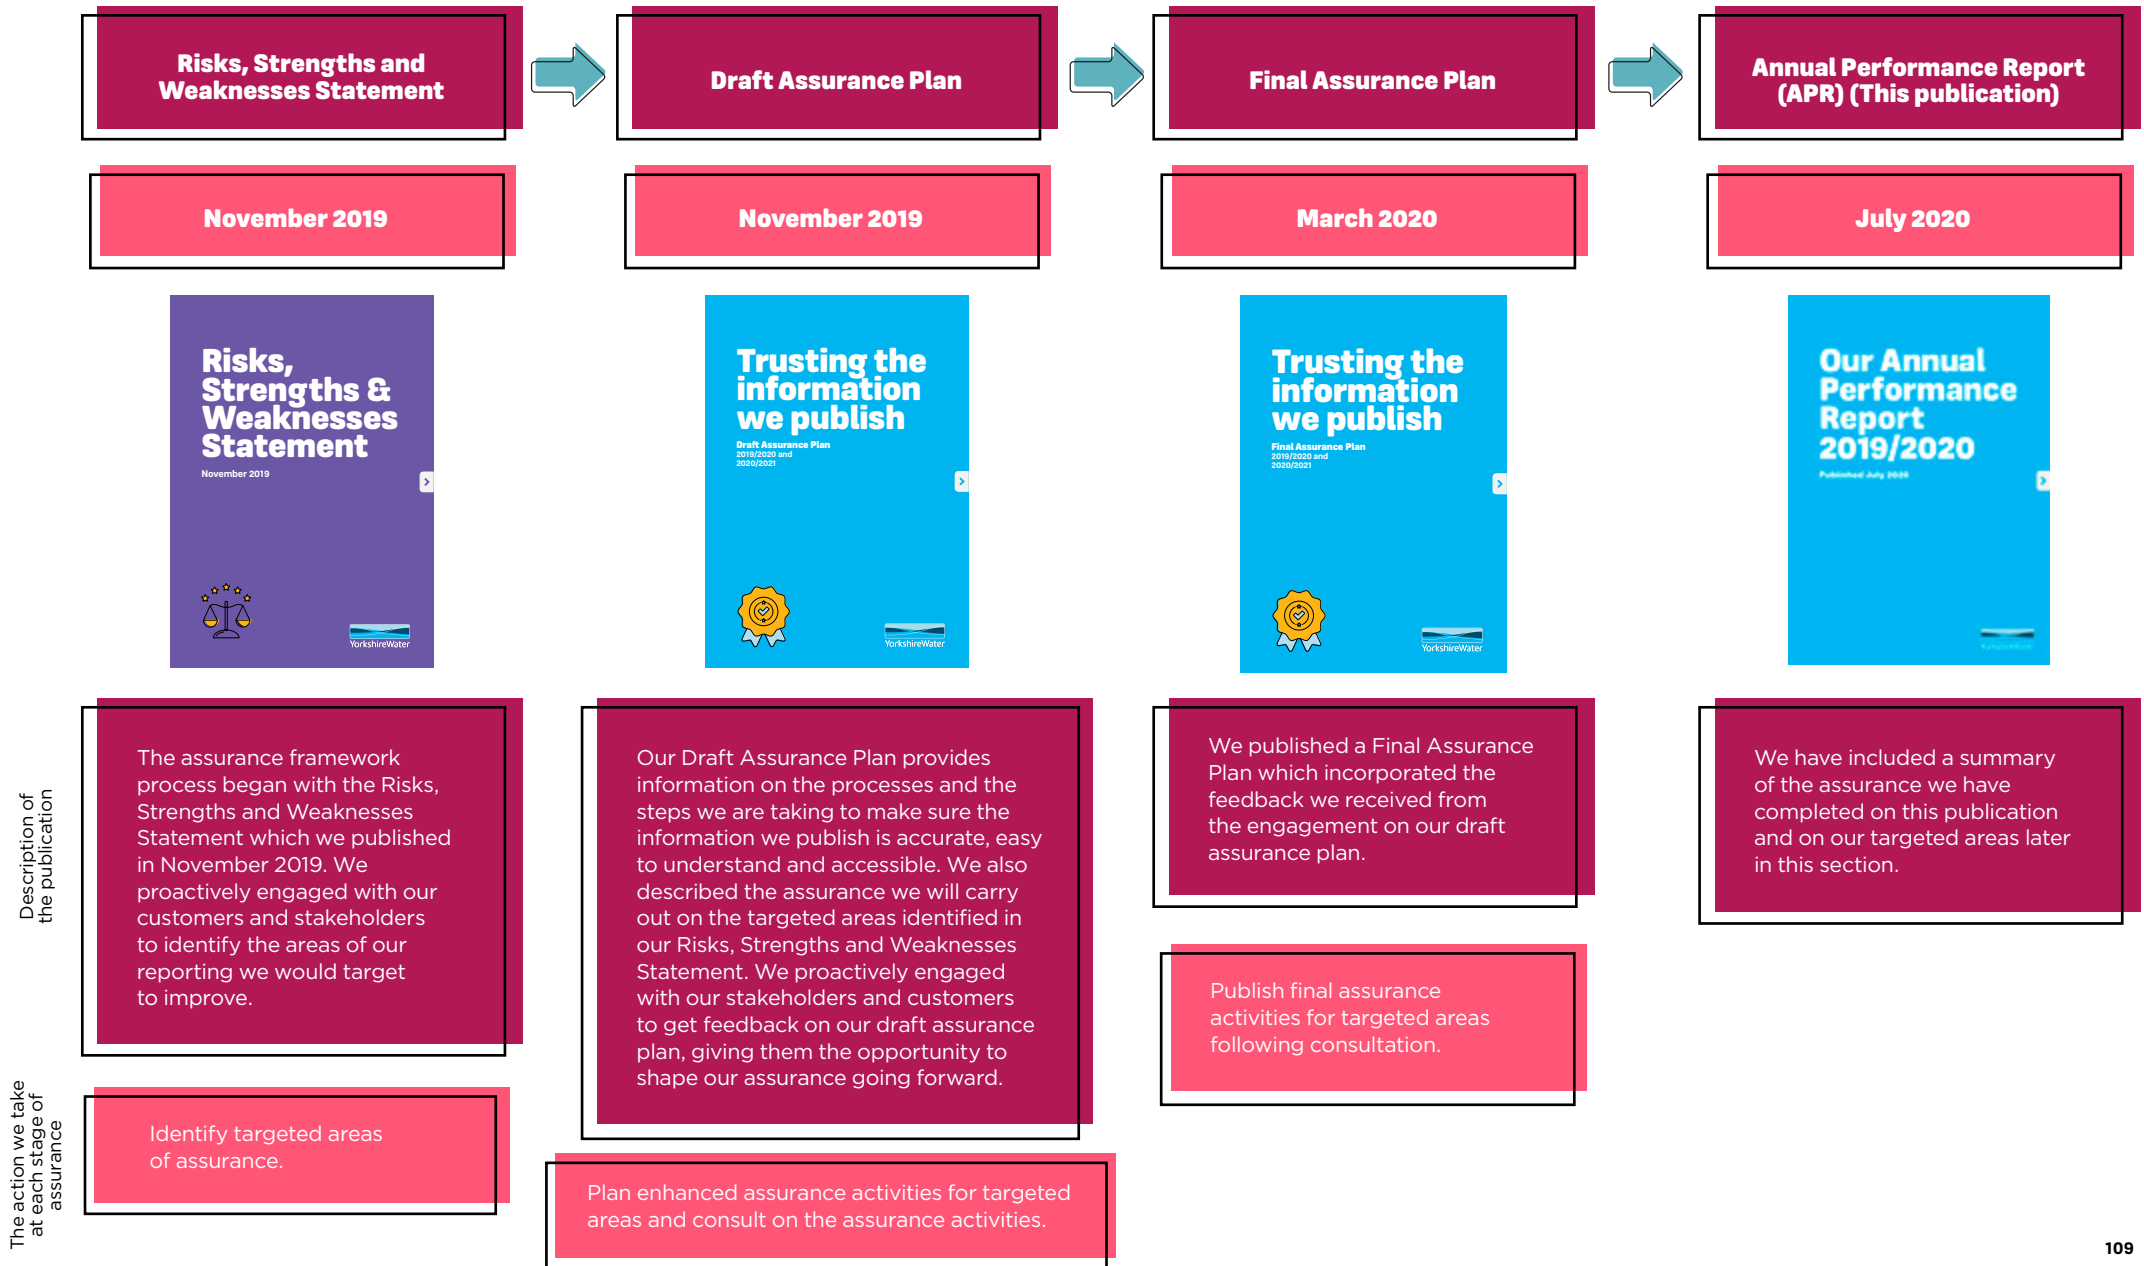 Risks, Strengths and
Weaknesses Statement
Draft Assurance Plan
Final Assurance Plan
Annual Performance Report
(APR) (This publication)
November 2019
November 2019
March 2020
July 2020
Risks,
Strengths &
Weaknesses
Statement
November 2019
YorkshireWater
Trusting the
information
we publish
Draft Assurance Plan
2019/2020 and
2020/2021
YorkshireWater
Trusting the
information
we publish
Final Assurance Plan
2019/2020 and
2020/2021
YorkshireWater
Our Annual
Performance
Report
2019/2020
Published July 2020
Description of
the publication
The assurance framework
process began with the Risks,
Strengths and Weaknesses
Statement which we published
in November 2019. We
proactively engaged with our
customers and stakeholders
to identify the areas of our
reporting we would target
to improve.
Our Draft Assurance Plan provides
information on the processes and the
steps we are taking to make sure the
information we publish is accurate, easy
to understand and accessible. We also
described the assurance we will carry
out on the targeted areas identified in
our Risks, Strengths and Weaknesses
Statement. We proactively engaged
with our stakeholders and customers
to get feedback on our draft assurance
plan, giving them the opportunity to
shape our assurance going forward.
We published a Final Assurance
Plan which incorporated the
feedback we received from
the engagement on our draft
assurance plan.
We have included a summary
of the assurance we have
completed on this publication
and on our targeted areas later
in this section.
The action we take
at each stage of
assurance
Identify targeted areas
of assurance.
Plan enhanced assurance activities for targeted
areas and consult on the assurance activities.
Publish final assurance
activities for targeted areas
following consultation.
109